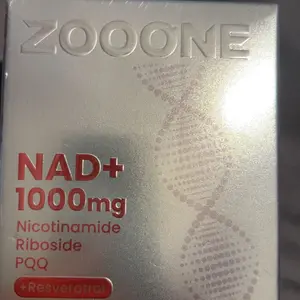 ZOOONE
NAD+
1000mg
Nicotinamide
Riboside
PQQ
+Resveratrol